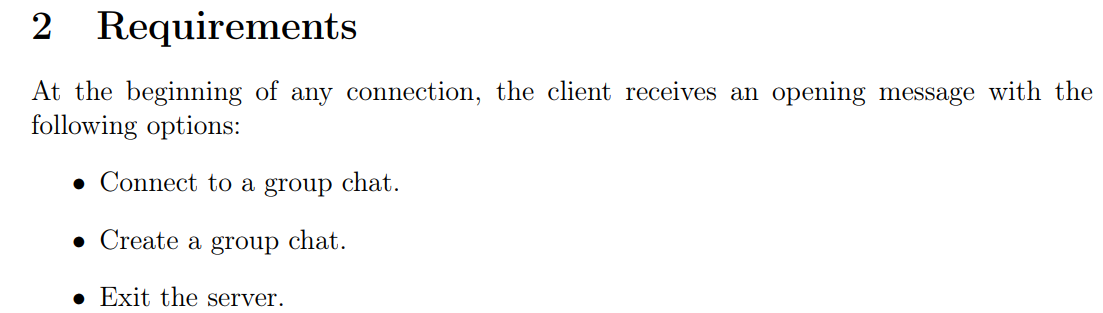 2 Requirements
At the beginning of any connection, the client receives an opening message with the
following options:
• Connect to a group chat.
• Create a group chat.
• Exit the server.